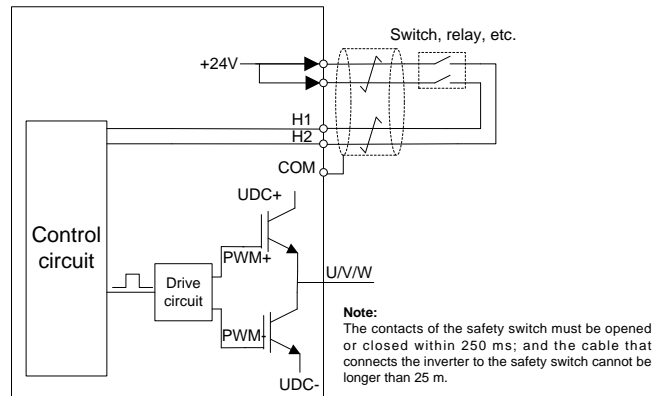 Switch, relay, etc.
+24V
H1
H2
COM
UDC+
Control
circuit
PWM+
Drive
circuit
U/V/W
PWM-
UDC-
Note:
The contacts of the safety switch must be opened
or closed within 250 ms; and the cable that
connects the inverter to the safety switch cannot be
longer than 25 m.